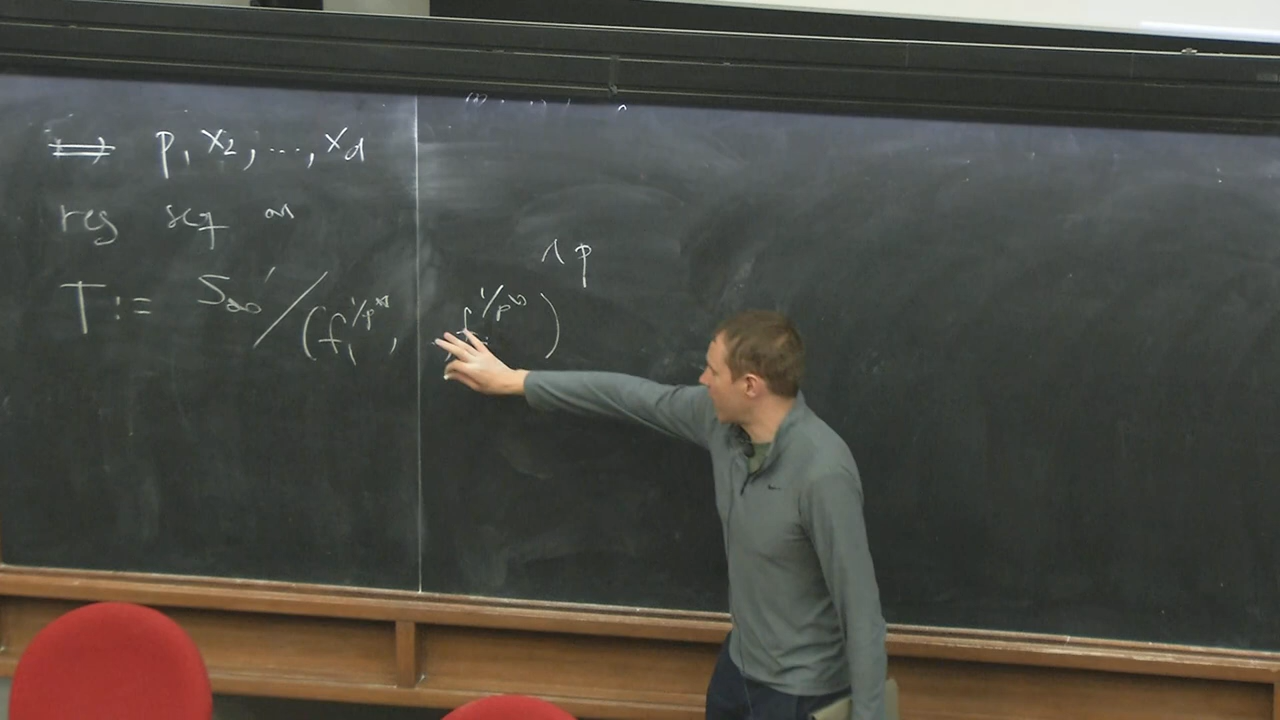 ⟹ p, x₂, ..., x_d
reg seq on
∧ p
T := S_∞' / (f₁^{1/p^∞}, f^{1/p^∞})